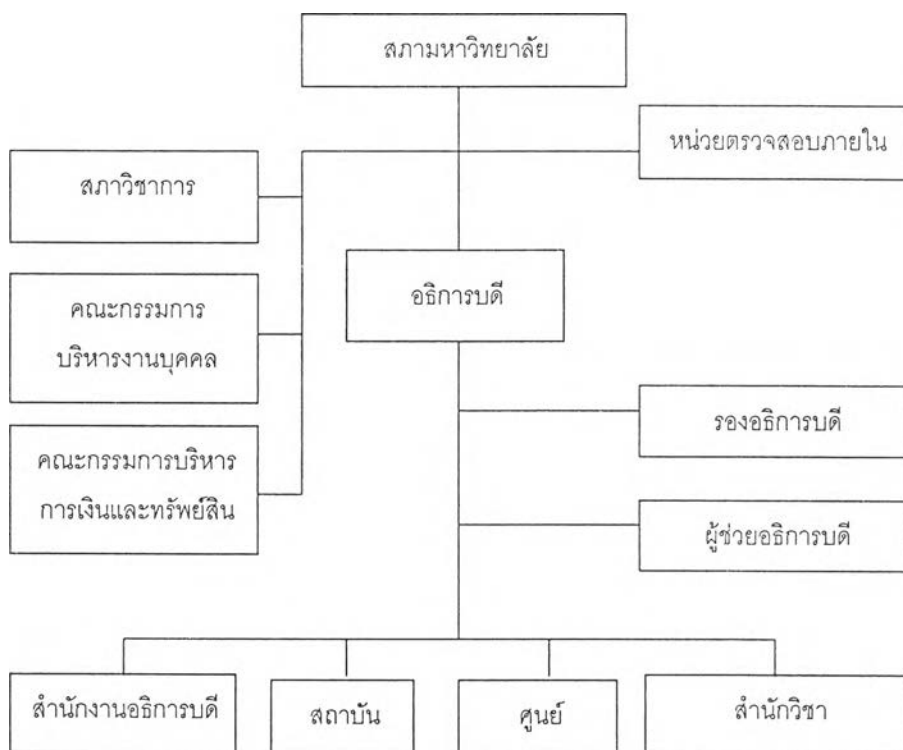 สภามหาวิทยาลัย
หน่วยตรวจสอบภายใน
สภาวิชาการ
อธิการบดี
คณะกรรมการ
บริหารงานบุคคล
รองอธิการบดี
คณะกรรมการบริหาร
การเงินและทรัพย์สิน
ผู้ช่วยอธิการบดี
สำนักงานอธิการบดี
สถาบัน
ศูนย์
สำนักวิชา